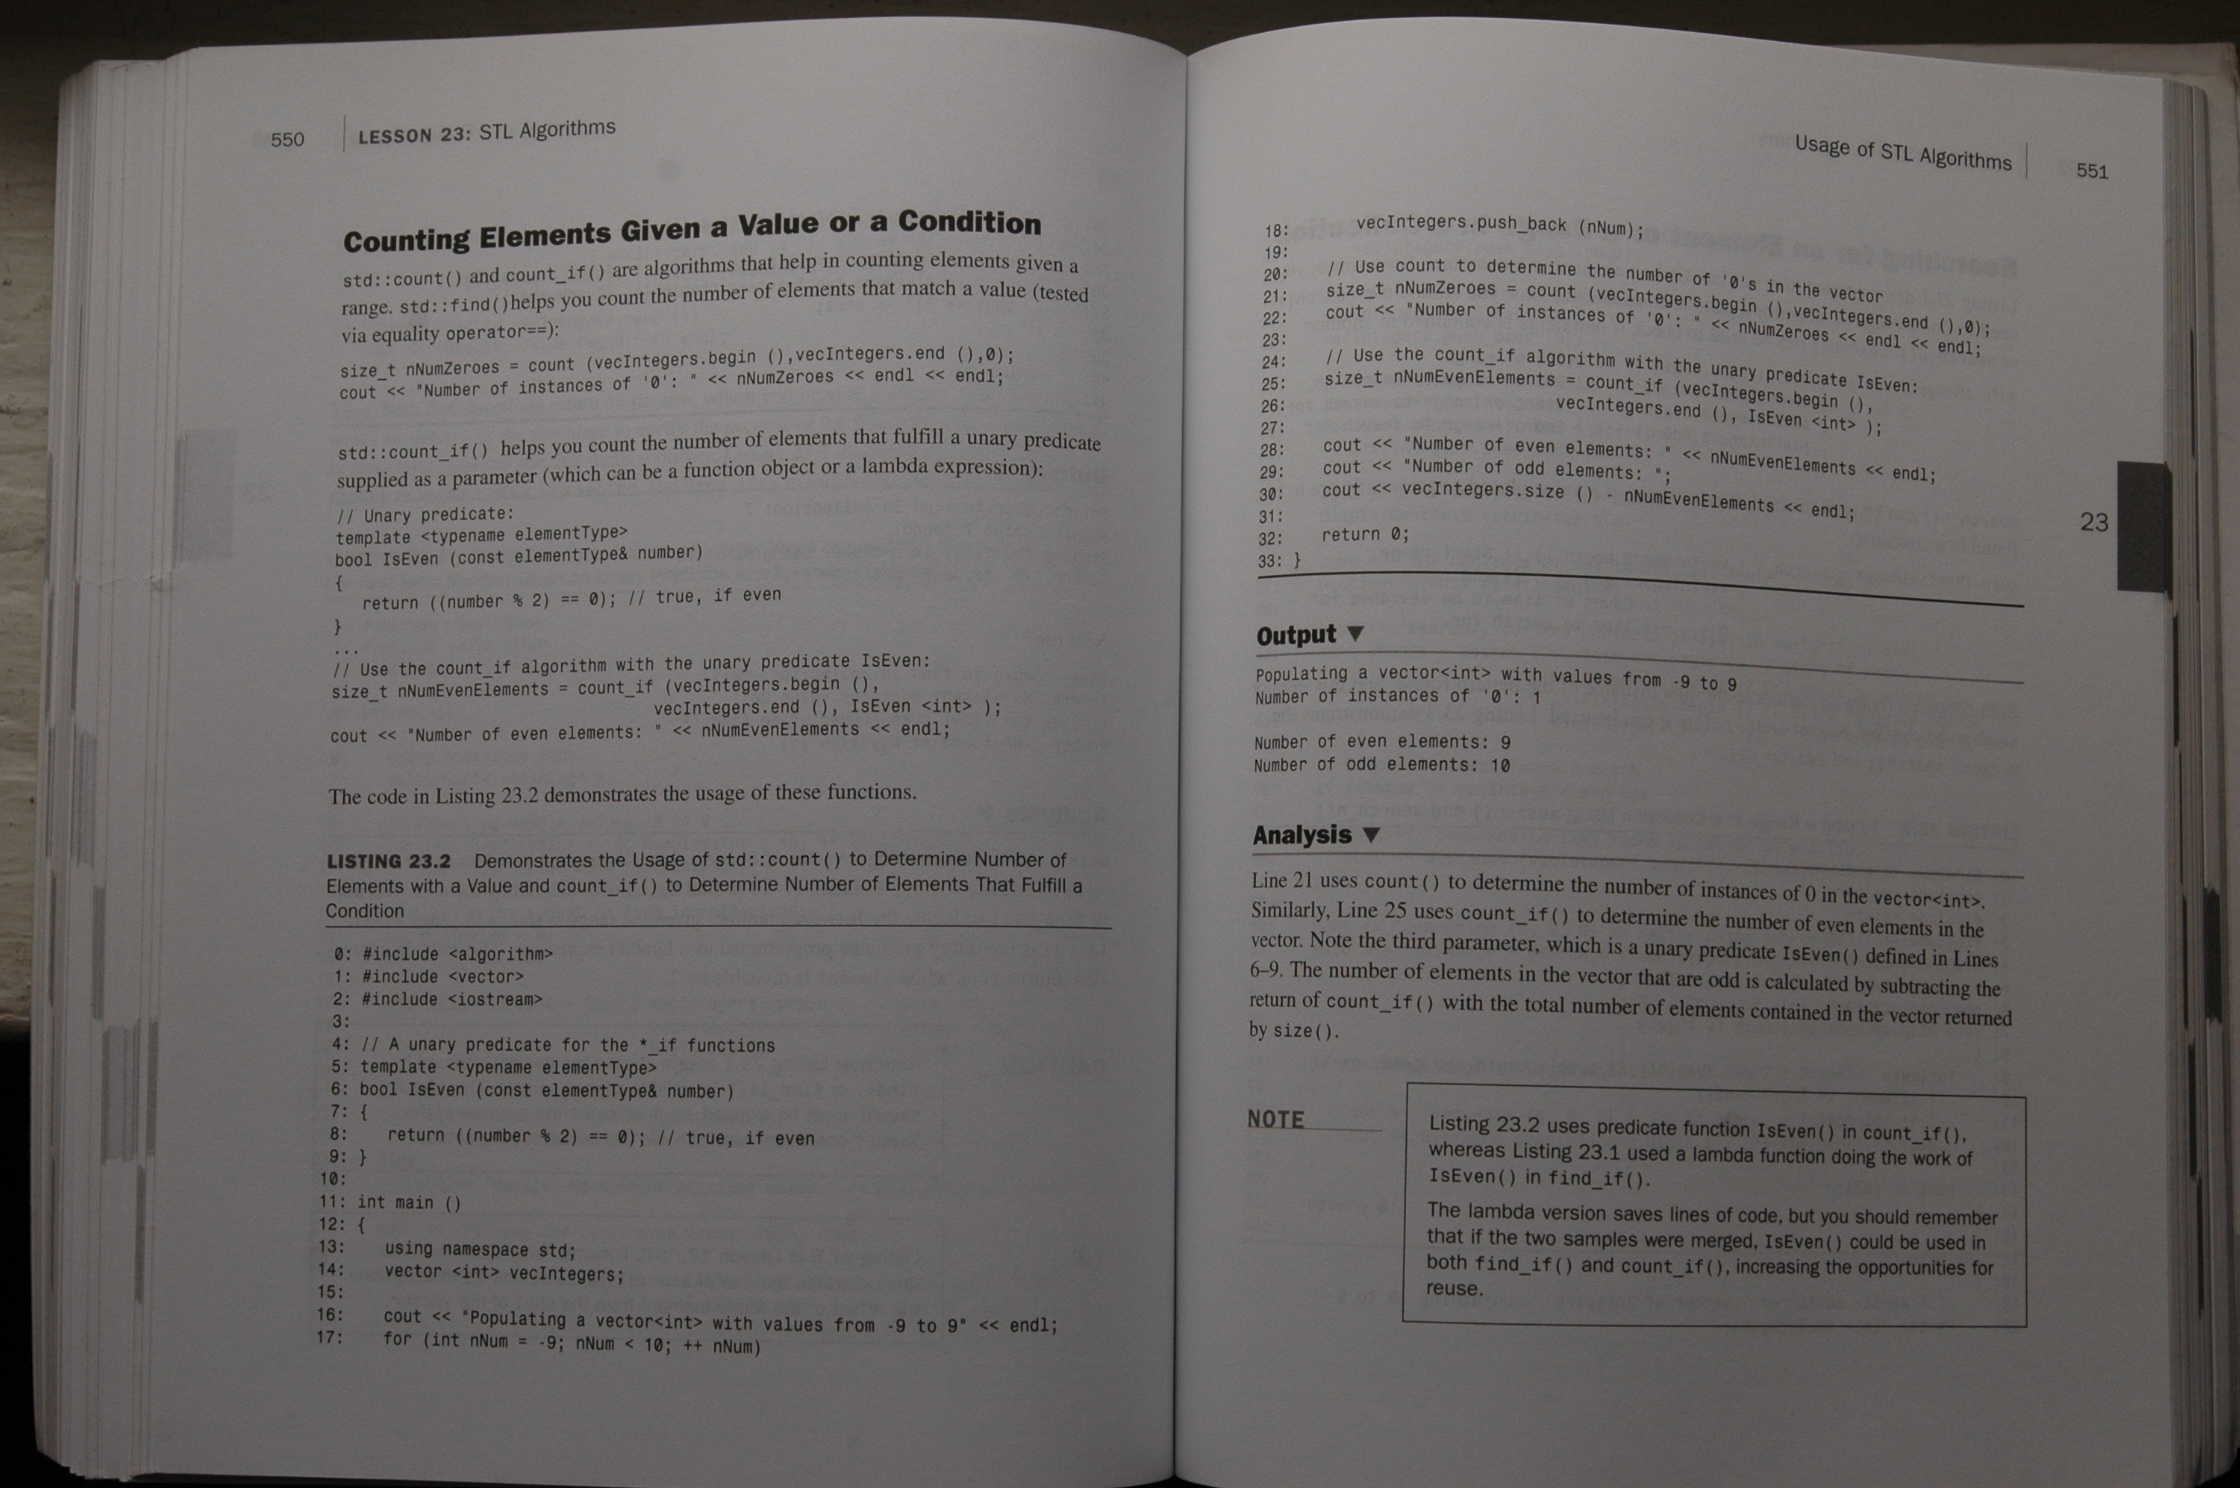 550 LESSON 23: STL Algorithms
Counting Elements Given a Value or a Condition
std::count() and count_if() are algorithms that help in counting elements given a
range. std::find()helps you count the number of elements that match a value (tested
via equality operator==):
size_t nNumZeroes = count (vecIntegers.begin (),vecIntegers.end (),0);
cout << "Number of instances of '0': " << nNumZeroes << endl << endl;
std::count_if() helps you count the number of elements that fulfill a unary predicate
supplied as a parameter (which can be a function object or a lambda expression):
// Unary predicate:
template <typename elementType>
bool IsEven (const elementType& number)
{
   return ((number % 2) == 0); // true, if even
}
...
// Use the count_if algorithm with the unary predicate IsEven:
size_t nNumEvenElements = count_if (vecIntegers.begin (),
                           vecIntegers.end (), IsEven <int> );
cout << "Number of even elements: " << nNumEvenElements << endl;
The code in Listing 23.2 demonstrates the usage of these functions.
LISTING 23.2 Demonstrates the Usage of std::count() to Determine Number of
Elements with a Value and count_if() to Determine Number of Elements That Fulfill a
Condition
0: #include <algorithm>
1: #include <vector>
2: #include <iostream>
3:
4: // A unary predicate for the *_if functions
5: template <typename elementType>
6: bool IsEven (const elementType& number)
7: {
8:    return ((number % 2) == 0); // true, if even
9: }
10:
11: int main ()
12: {
13:    using namespace std;
14:    vector <int> vecIntegers;
15:
16:    cout << "Populating a vector<int> with values from -9 to 9" << endl;
17:    for (int nNum = -9; nNum < 10; ++ nNum)
Usage of STL Algorithms 551
18:       vecIntegers.push_back (nNum);
19:
20:    // Use count to determine the number of '0's in the vector
21:    size_t nNumZeroes = count (vecIntegers.begin (),vecIntegers.end (),0);
22:    cout << "Number of instances of '0': " << nNumZeroes << endl << endl;
23:
24:    // Use the count_if algorithm with the unary predicate IsEven:
25:    size_t nNumEvenElements = count_if (vecIntegers.begin (),
26:                       vecIntegers.end (), IsEven <int> );
27:
28:    cout << "Number of even elements: " << nNumEvenElements << endl;
29:    cout << "Number of odd elements: ";
30:    cout << vecIntegers.size () - nNumEvenElements << endl;
31:
32:    return 0;
33: }
23
Output ▼
Populating a vector<int> with values from -9 to 9
Number of instances of '0': 1
Number of even elements: 9
Number of odd elements: 10
Analysis ▼
Line 21 uses count() to determine the number of instances of 0 in the vector<int>.
Similarly, Line 25 uses count_if() to determine the number of even elements in the
vector. Note the third parameter, which is a unary predicate IsEven() defined in Lines
6–9. The number of elements in the vector that are odd is calculated by subtracting the
return of count_if() with the total number of elements contained in the vector returned
by size().
NOTE
Listing 23.2 uses predicate function IsEven() in count_if(),
whereas Listing 23.1 used a lambda function doing the work of
IsEven() in find_if().
The lambda version saves lines of code, but you should remember
that if the two samples were merged, IsEven() could be used in
both find_if() and count_if(), increasing the opportunities for
reuse.